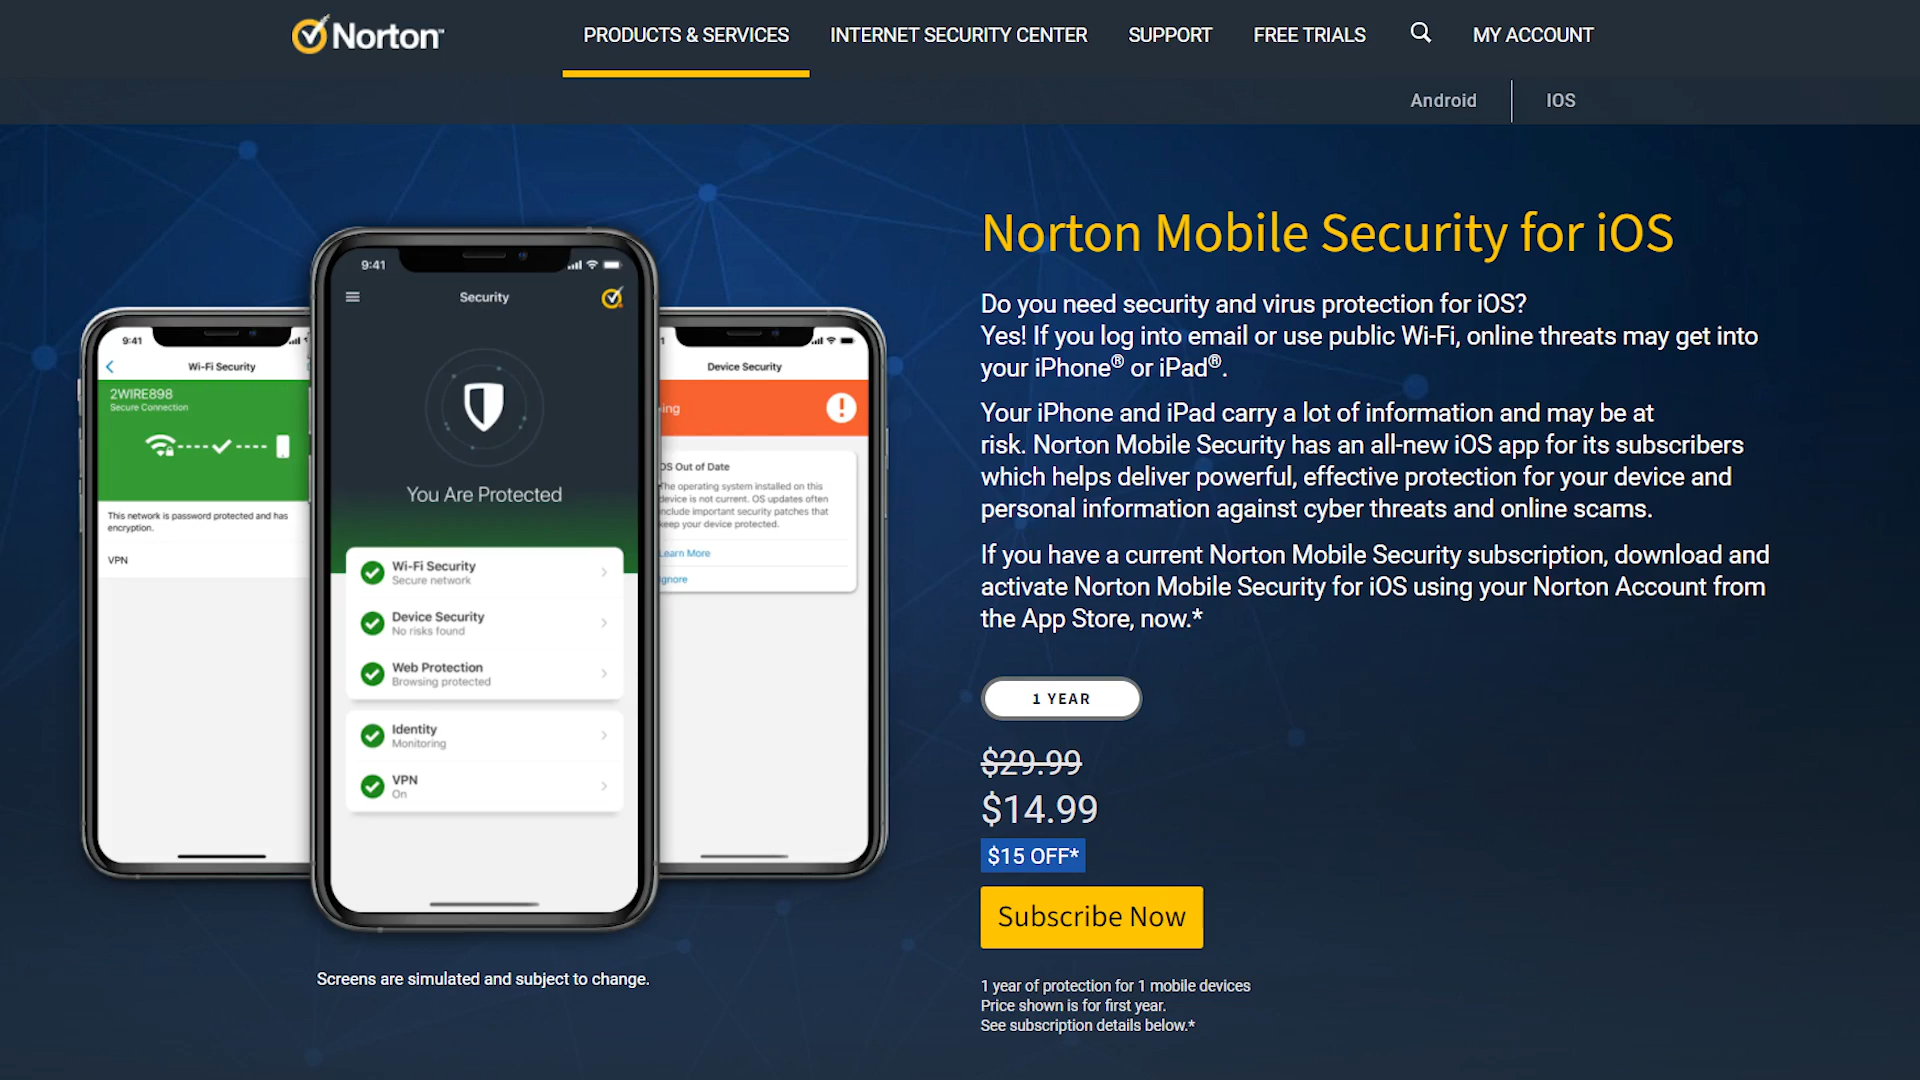 Norton
PRODUCTS & SERVICES
INTERNET SECURITY CENTER
SUPPORT
FREE TRIALS
MY ACCOUNT
Android
IOS
9:41
Wi-Fi Security
2WIRE898
Secure Connection
This network is password protected and has
encryption.
VPN
9:41
Security
You Are Protected
Wi-Fi Security
Secure network
Device Security
No risks found
Web Protection
Browsing protected
Identity
Monitoring
VPN
On
Device Security
OS Out of Date
The operating system installed on this
device is not current. OS updates often
include important security patches that
keep your device protected.
Learn More
Ignore
Screens are simulated and subject to change.
Norton Mobile Security for iOS
Do you need security and virus protection for iOS?
Yes! If you log into email or use public Wi-Fi, online threats may get into
your iPhone® or iPad®.
Your iPhone and iPad carry a lot of information and may be at
risk. Norton Mobile Security has an all-new iOS app for its subscribers
which helps deliver powerful, effective protection for your device and
personal information against cyber threats and online scams.
If you have a current Norton Mobile Security subscription, download and
activate Norton Mobile Security for iOS using your Norton Account from
the App Store, now.*
1 YEAR
$29.99
$14.99
$15 OFF*
Subscribe Now
1 year of protection for 1 mobile devices
Price shown is for first year.
See subscription details below.*